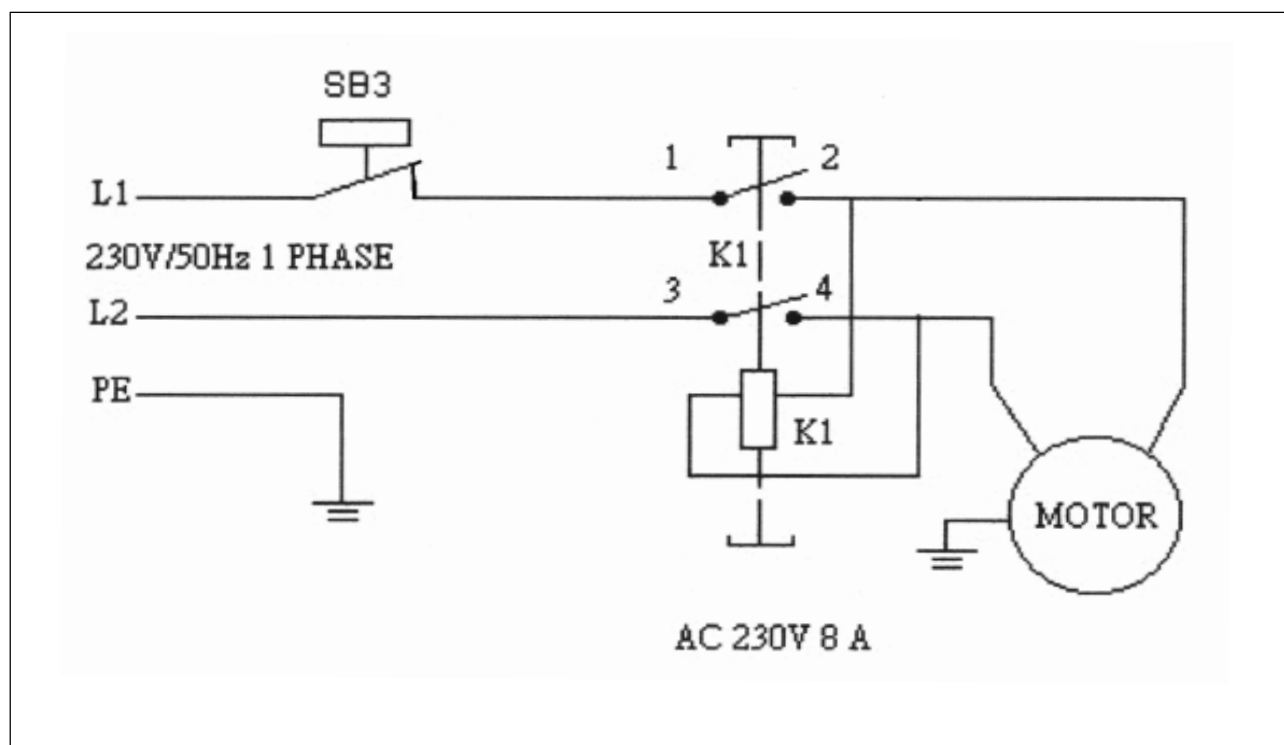 SB3
1 2
L1
230V/50Hz 1 PHASE
K1
3 4
L2
PE
K1
MOTOR
AC 230V 8 A